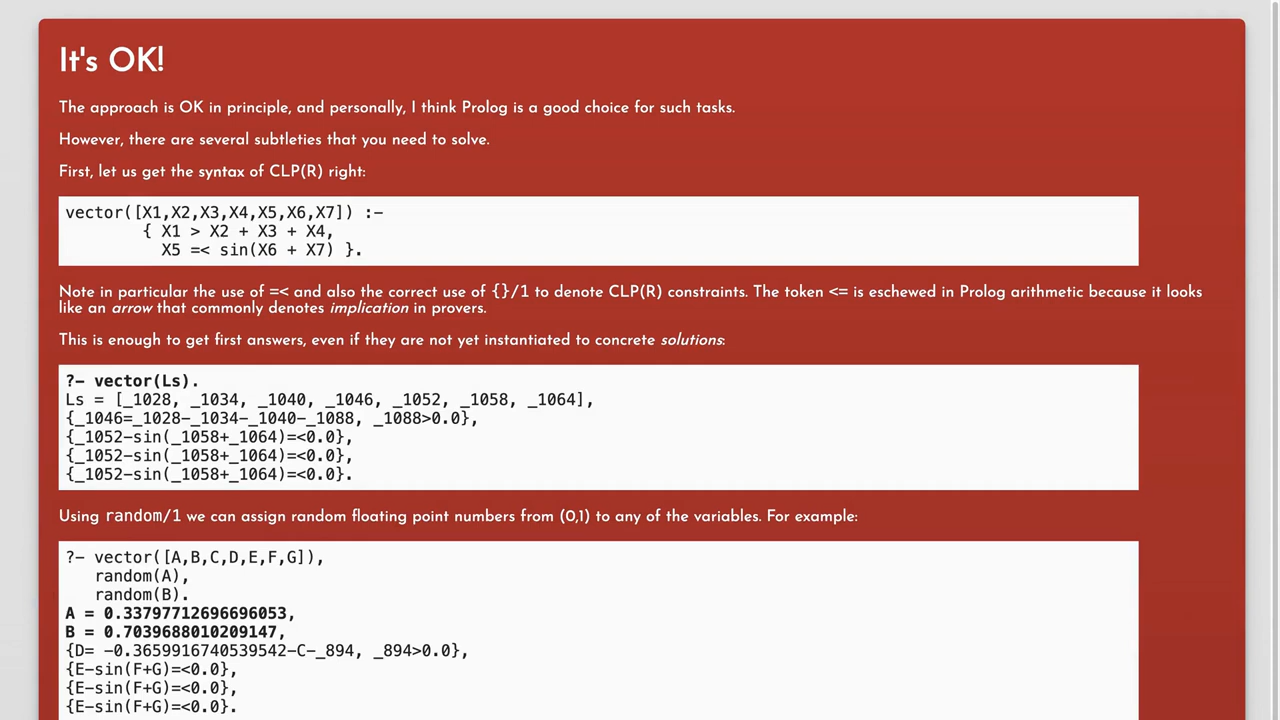 It's OK!
The approach is OK in principle, and personally, I think Prolog is a good choice for such tasks.
However, there are several subtleties that you need to solve.
First, let us get the syntax of CLP(R) right:
vector([X1,X2,X3,X4,X5,X6,X7]) :-
{ X1 > X2 + X3 + X4,
X5 =< sin(X6 + X7) }.
Note in particular the use of =< and also the correct use of {}/1 to denote CLP(R) constraints. The token <= is eschewed in Prolog arithmetic because it looks
like an arrow that commonly denotes implication in provers.
This is enough to get first answers, even if they are not yet instantiated to concrete solutions:
?- vector(Ls).
Ls = [_1028, _1034, _1040, _1046, _1052, _1058, _1064],
{_1046=_1028-_1034-_1040-_1088, _1088>0.0},
{_1052-sin(_1058+_1064)=<0.0},
{_1052-sin(_1058+_1064)=<0.0},
{_1052-sin(_1058+_1064)=<0.0}.
Using random/1 we can assign random floating point numbers from (0,1) to any of the variables. For example:
?- vector([A,B,C,D,E,F,G]),
random(A),
random(B).
A = 0.33797712696696053,
B = 0.7039688010209147,
{D= -0.3659916740539542-C-_894, _894>0.0},
{E-sin(F+G)=<0.0},
{E-sin(F+G)=<0.0},
{E-sin(F+G)=<0.0}.